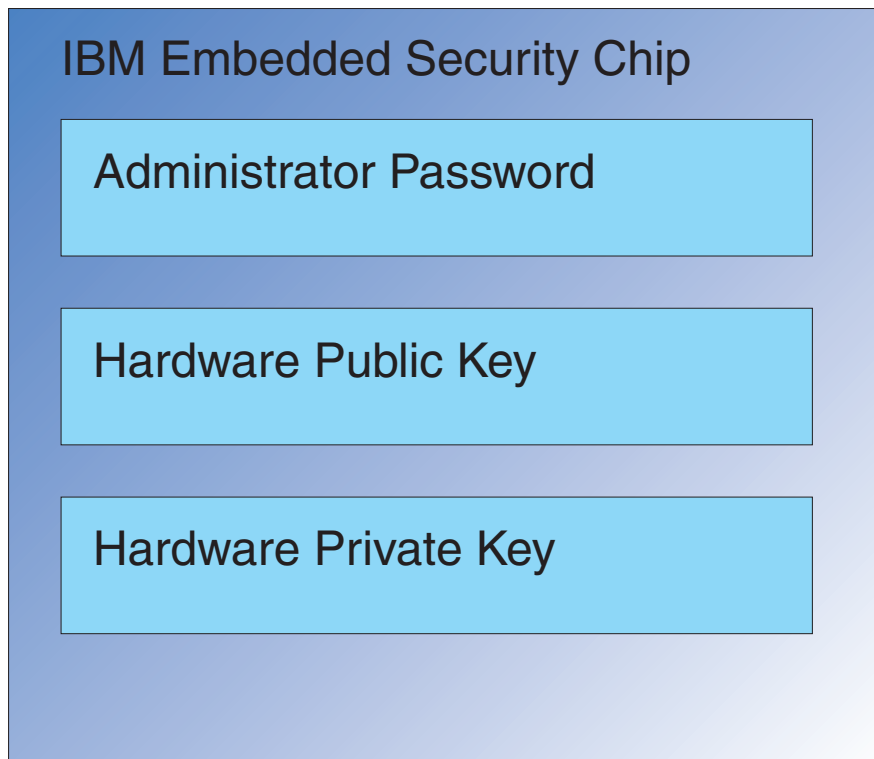 IBM Embedded Security Chip
Administrator Password
Hardware Public Key
Hardware Private Key